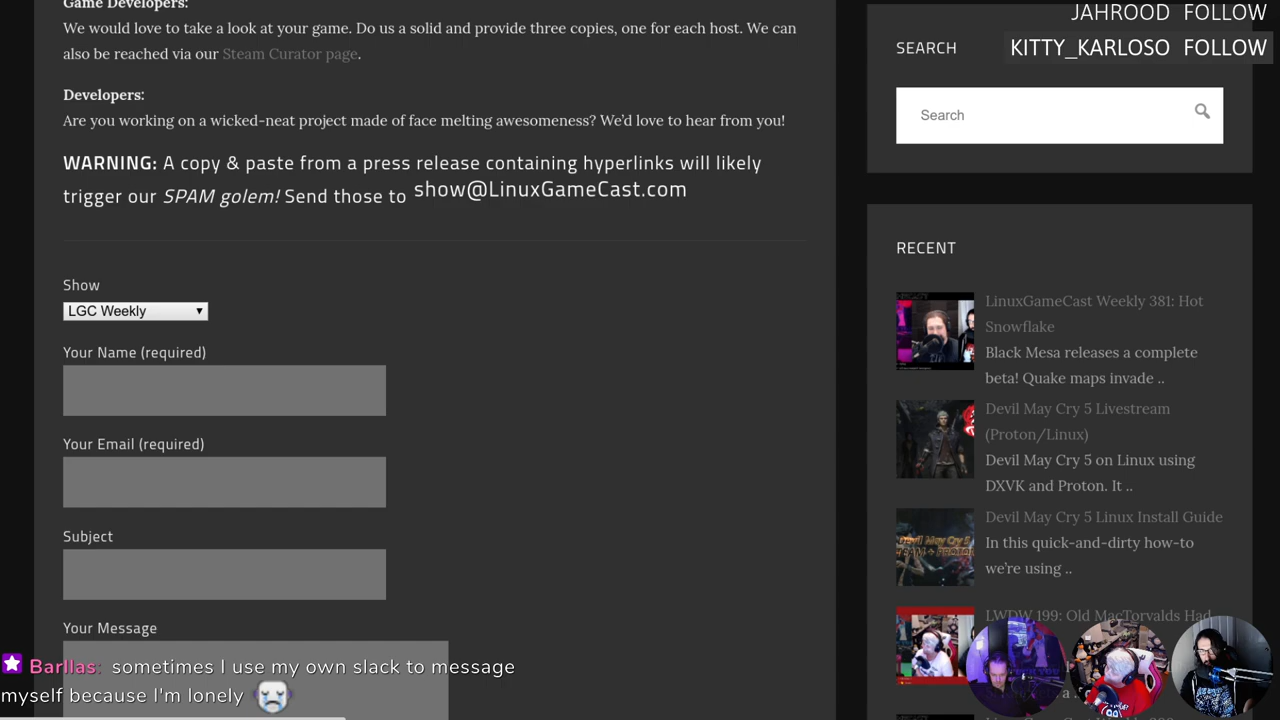 Game Developers:
We would love to take a look at your game. Do us a solid and provide three copies, one for each host. We can
also be reached via our Steam Curator page.
Developers:
Are you working on a wicked-neat project made of face melting awesomeness? We'd love to hear from you!
WARNING: A copy & paste from a press release containing hyperlinks will likely
trigger our SPAM golem! Send those to show@LinuxGameCast.com
Show
LGC Weekly
Your Name (required)
Your Email (required)
Subject
Your Message
Barllas: sometimes I use my own slack to message
myself because I'm lonely
JAHROOD FOLLOW
KITTY_KARLOSO FOLLOW
SEARCH
Search
RECENT
LinuxGameCast Weekly 381: Hot
Snowflake
Black Mesa releases a complete
beta! Quake maps invade ..
Devil May Cry 5 Livestream
(Proton/Linux)
Devil May Cry 5 on Linux using
DXVK and Proton. It ..
Devil May Cry 5 Linux Install Guide
In this quick-and-dirty how-to
we're using ..
LWDW 199: Old MacTorvalds Had